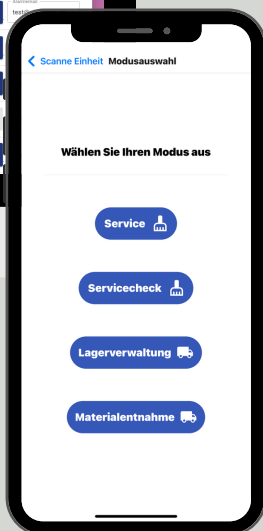 Scanne Einheit Modusauswahl
Wählen Sie Ihren Modus aus
Service
Servicecheck
Lagerverwaltung
Materialentnahme